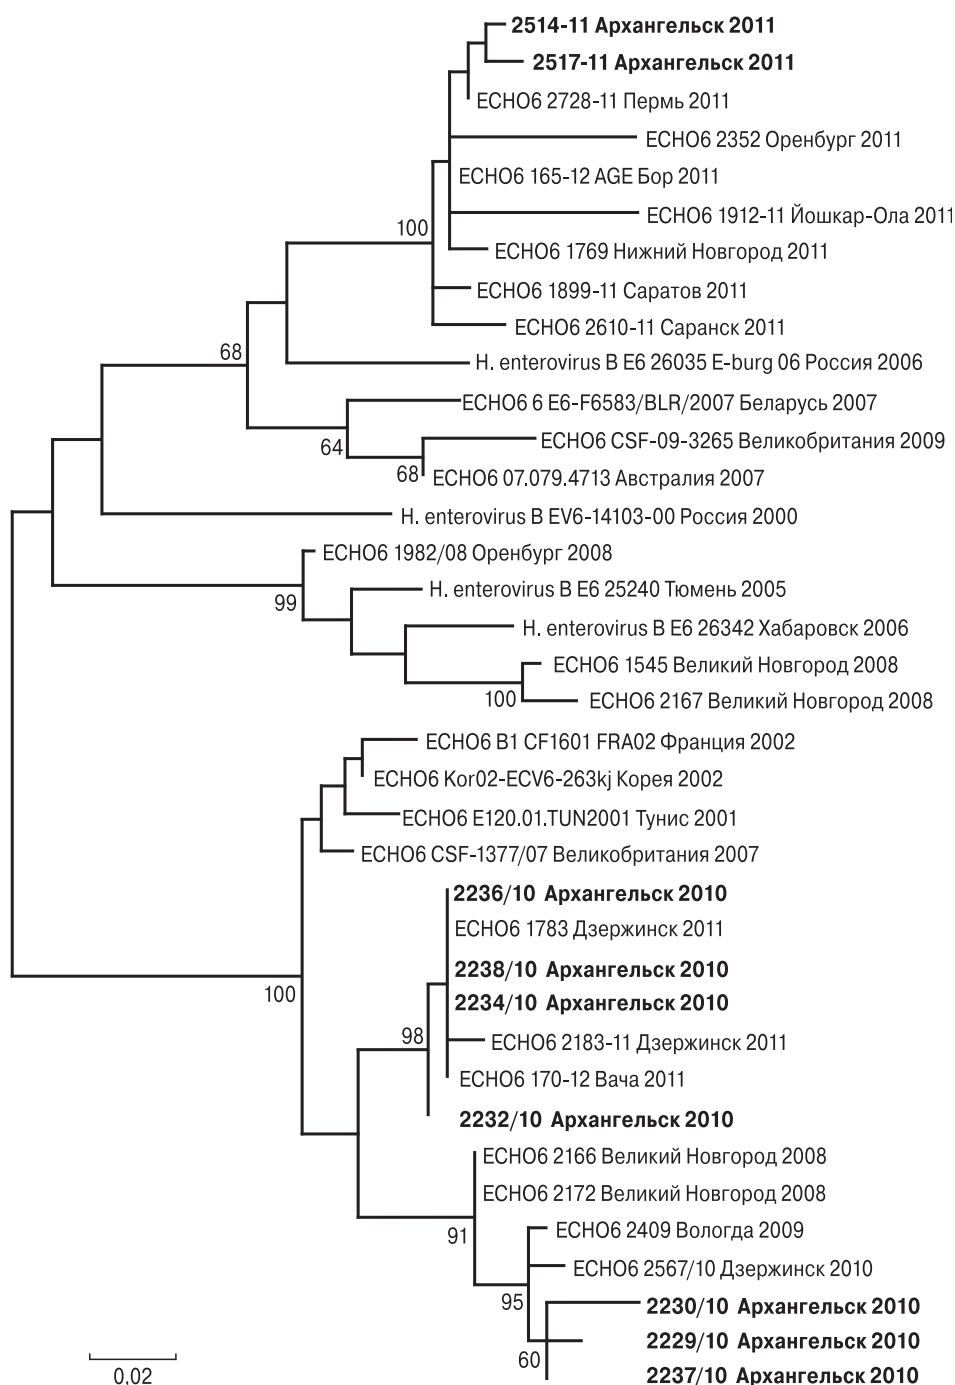 2514-11 Архангельск 2011
2517-11 Архангельск 2011
ECHO6 2728-11 Пермь 2011
ECHO6 2352 Оренбург 2011
ECHO6 165-12 AGE Бор 2011
ECHO6 1912-11 Йошкар-Ола 2011
100
ECHO6 1769 Нижний Новгород 2011
ECHO6 1899-11 Саратов 2011
ECHO6 2610-11 Саранск 2011
68
H. enterovirus B E6 26035 E-burg 06 Россия 2006
ECHO6 6 E6-F6583/BLR/2007 Беларусь 2007
64
ECHO6 CSF-09-3265 Великобритания 2009
68
ECHO6 07.079.4713 Австралия 2007
H. enterovirus B EV6-14103-00 Россия 2000
ECHO6 1982/08 Оренбург 2008
99
H. enterovirus B E6 25240 Тюмень 2005
H. enterovirus B E6 26342 Хабаровск 2006
ECHO6 1545 Великий Новгород 2008
100
ECHO6 2167 Великий Новгород 2008
ECHO6 B1 CF1601 FRA02 Франция 2002
ECHO6 Kor02-ECV6-263kj Корея 2002
ECHO6 E120.01.TUN2001 Тунис 2001
ECHO6 CSF-1377/07 Великобритания 2007
2236/10 Архангельск 2010
ECHO6 1783 Дзержинск 2011
2238/10 Архангельск 2010
100
2234/10 Архангельск 2010
98
ECHO6 2183-11 Дзержинск 2011
ECHO6 170-12 Вача 2011
2232/10 Архангельск 2010
ECHO6 2166 Великий Новгород 2008
ECHO6 2172 Великий Новгород 2008
91
ECHO6 2409 Вологда 2009
ECHO6 2567/10 Дзержинск 2010
95
2230/10 Архангельск 2010
2229/10 Архангельск 2010
60
2237/10 Архангельск 2010
0,02